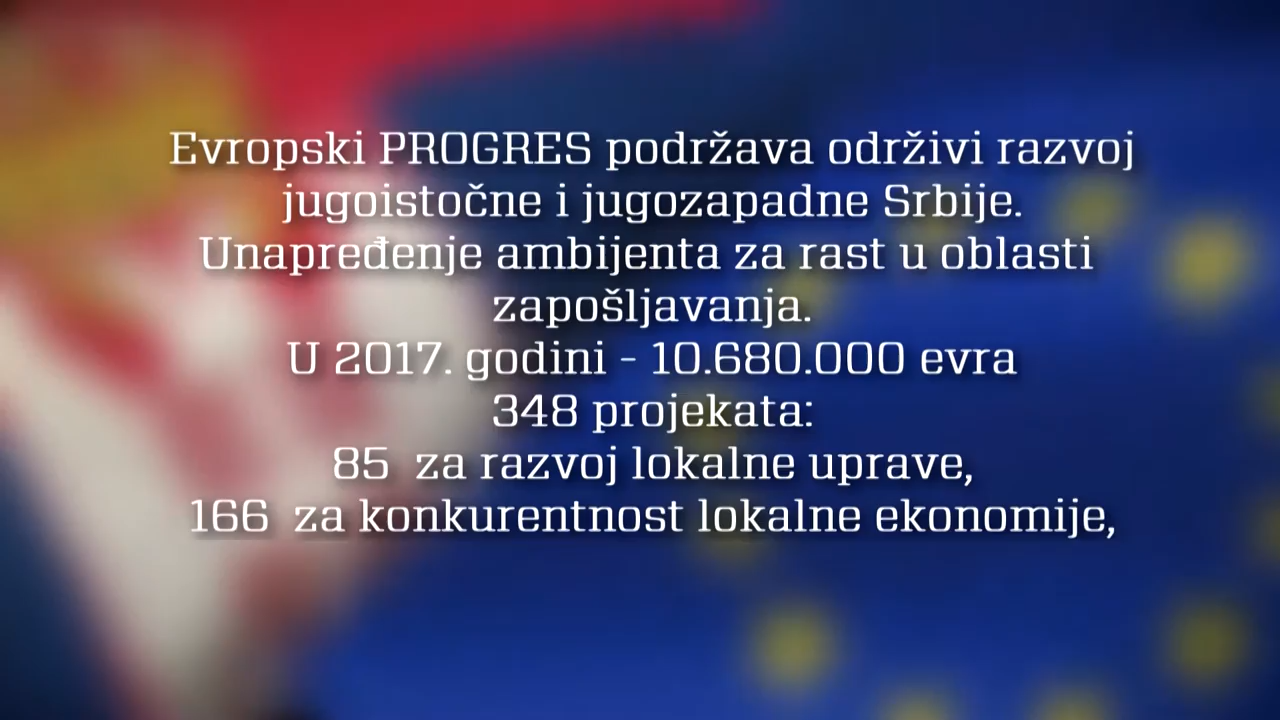 Evropski PROGRES podržava održivi razvoj
jugoistočne i jugozapadne Srbije.
Unapređenje ambijenta za rast u oblasti
zapošljavanja.
U 2017. godini - 10.680.000 evra
348 projekata:
85 za razvoj lokalne uprave,
166 za konkurentnost lokalne ekonomije,